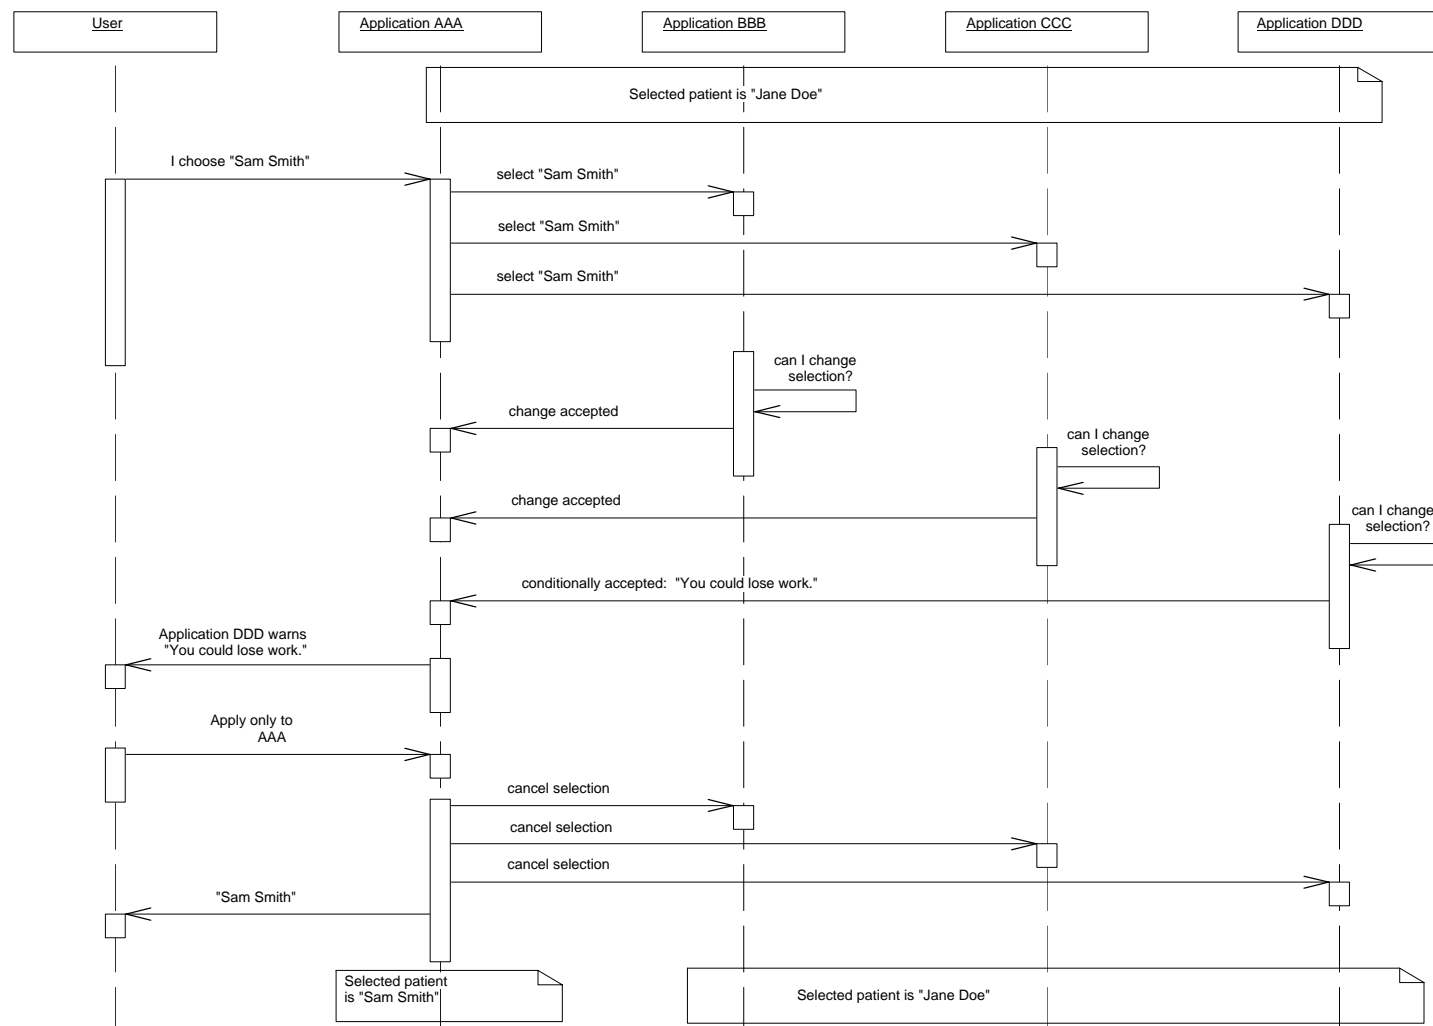 User
Application AAA
Application BBB
Application CCC
Application DDD
Selected patient is "Jane Doe"
I choose "Sam Smith"
select "Sam Smith"
select "Sam Smith"
select "Sam Smith"
can I change
selection?
change accepted
can I change
selection?
change accepted
can I change
selection?
conditionally accepted:  "You could lose work."
Application DDD warns
"You could lose work."
Apply only to
AAA
cancel selection
cancel selection
cancel selection
"Sam Smith"
Selected patient
is "Sam Smith"
Selected patient is "Jane Doe"